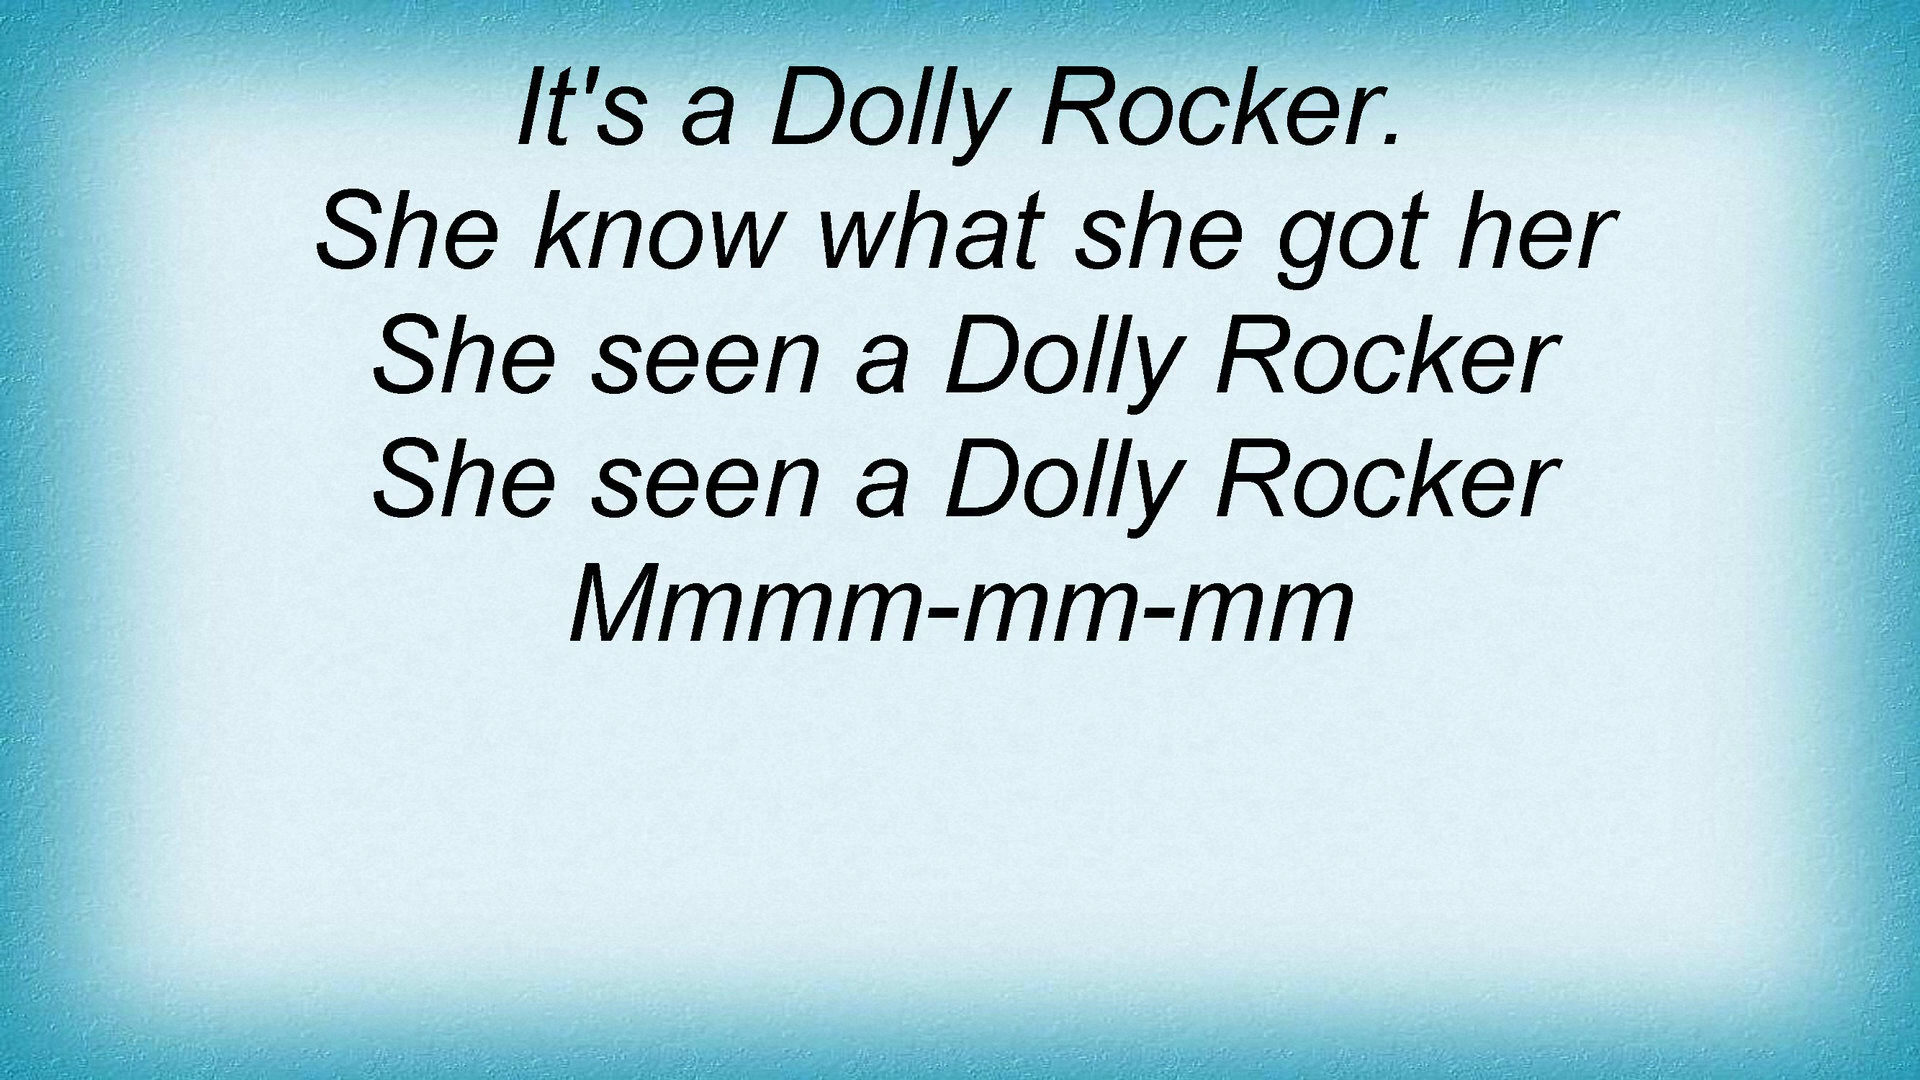 It's a Dolly Rocker.
She know what she got her
She seen a Dolly Rocker
She seen a Dolly Rocker
Mmmm-mm-mm